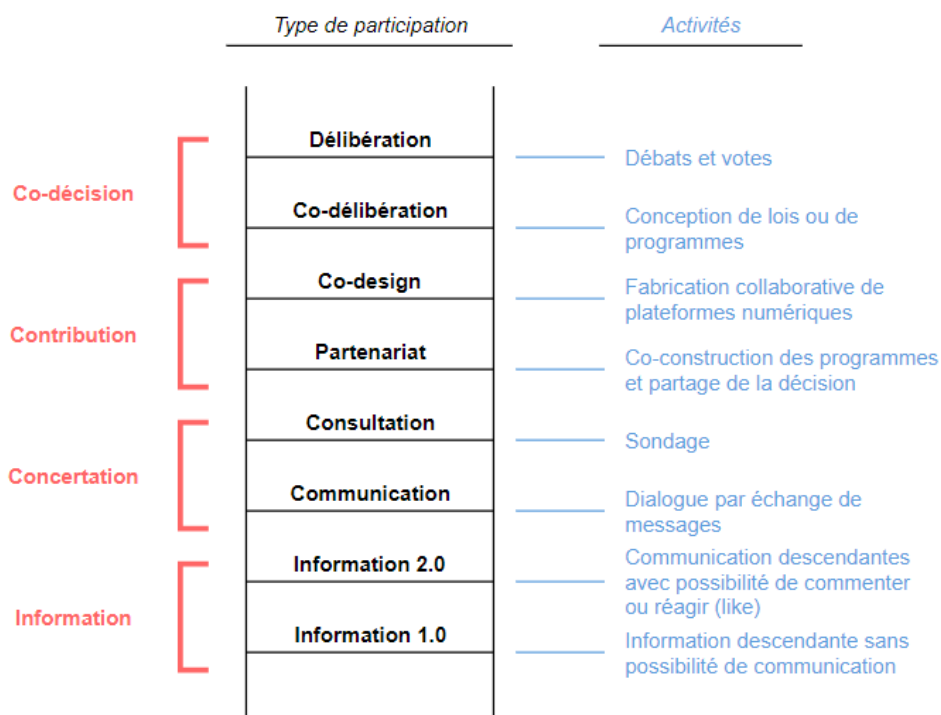 Type de participation
Activités
Co-décision
Délibération
Débats et votes
Co-délibération
Conception de lois ou de
programmes
Contribution
Co-design
Fabrication collaborative de
plateformes numériques
Partenariat
Co-construction des programmes
et partage de la décision
Concertation
Consultation
Sondage
Communication
Dialogue par échange de
messages
Information
Information 2.0
Communication descendantes
avec possibilité de commenter
ou réagir (like)
Information 1.0
Information descendante sans
possibilité de communication